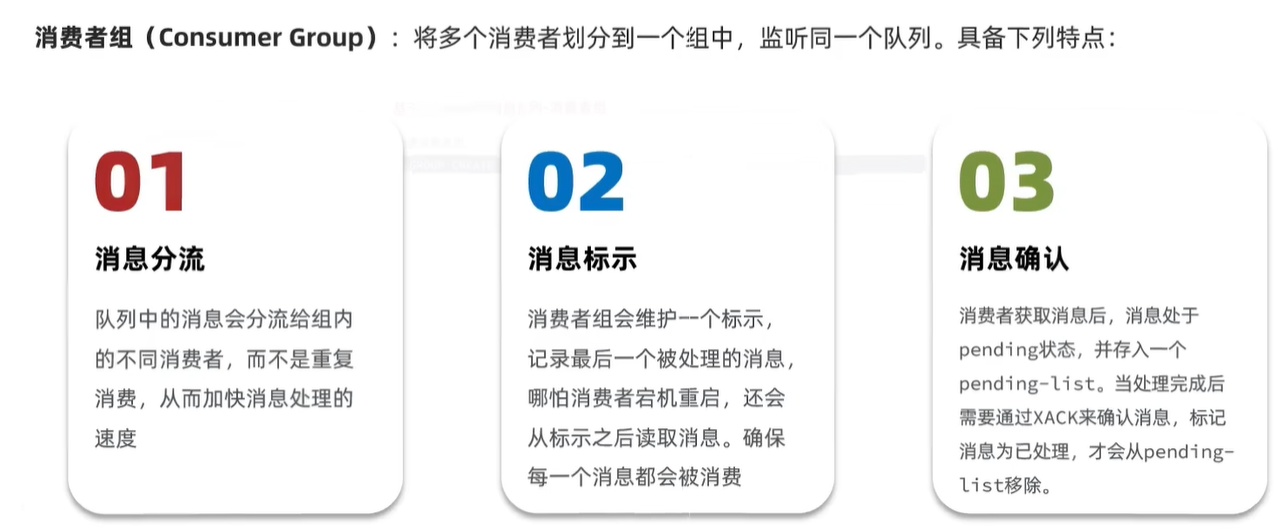 消费者组（Consumer Group）：将多个消费者划分到一个组中，监听同一个队列。具备下列特点：
01
消息分流
队列中的消息会分流给组内
的不同消费者，而不是重复
消费，从而加快消息处理的
速度
02
消息标示
消费者组会维护一个标示，
记录最后一个被处理的消息，
哪怕消费者宕机重启，还会
从标示之后读取消息。确保
每一个消息都会被消费
03
消息确认
消费者获取消息后，消息处于
pending状态，并存入一个
pending-list。当处理完成后
需要通过XACK来确认消息，标记
消息为已处理，才会从pending-
list移除。